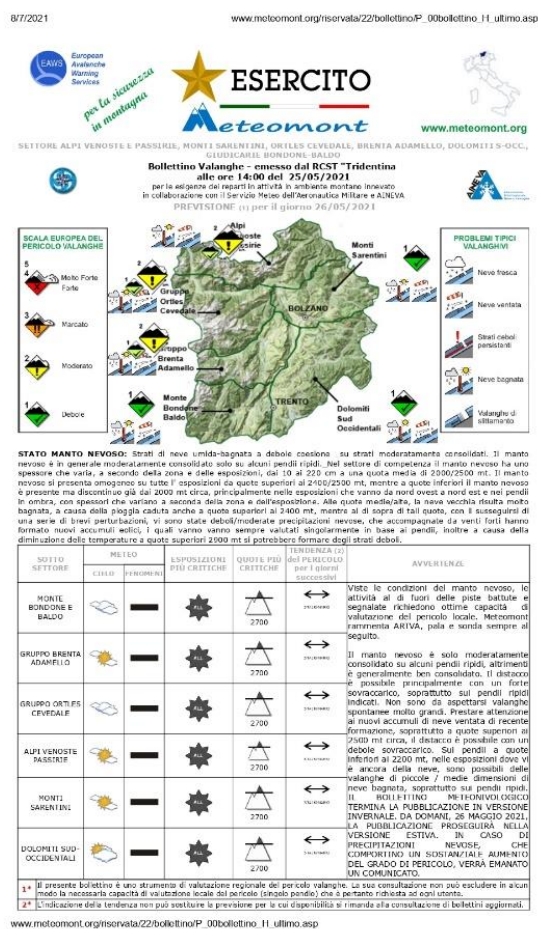 8/7/2021
www.meteomont.org/riservata/22/bollettino/P_00bollettino_H_ultimo.asp
EAWS
European
Avalanche
Warning
Services
per la sicurezza
in montagna
ESERCITO
Meteomont
www.meteomont.org
SETTORE ALPI VENOSTE E PASSIRIE, MONTI SARENTINI, ORTLES CEVEDALE, BRENTA ADAMELLO, DOLOMITI S-OCC.,
GIUDICARIE BONDONE-BALDO
Bollettino Valanghe - emesso dal RCST "Tridentina
alle ore 14:00 del 25/05/2021
per le esigenze dei reparti in attività in ambiente montano innevato
in collaborazione con il Servizio Meteo dell'Aeronautica Militare e AINEVA
PREVISIONE (1) per il giorno 26/05/2021
AINEVA
SCALA EUROPEA DEL
PERICOLO VALANGHE
5
4
Molto Forte
Forte
3
Marcato
2
Moderato
1
Debole
Alpi
Monti
Sarentini
Gruppo
Ortles
Cevedale
BOLZANO
Gruppo
Brenta
Adamello
Monte
Bondone
Baldo
TRENTO
Dolomiti
Sud
Occidentali
PROBLEMI TIPICI
VALANGHIVI
Neve fresca
Neve ventata
Strati deboli
persistenti
Neve bagnata
Valanghe di
slittamento
STATO MANTO NEVOSO: Strati di neve umida-bagnata a debole coesione su strati moderatamente consolidati. Il manto
nevoso è in generale moderatamente consolidato solo su alcuni pendii ripidi. Nel settore di competenza il manto nevoso ha uno
spessore che varia, a secondo della zona e delle esposizioni, dai 10 ai 220 cm a una quota media di 2000/2500 mt. Il manto
nevoso si presenta omogeneo su tutte l' esposizioni da quote superiori ai 2400/2500 mt, mentre a quote inferiori il manto nevoso
è presente ma discontinuo già dai 2000 mt circa, principalmente nelle esposizioni che vanno da nord ovest a nord est e nei pendii
in ombra, con spessori che variano a seconda della zona e dell'esposizione. Alle quote medie/alte, la neve vecchia risulta molto
bagnata, a causa della pioggia caduta anche a quote superiori ai 2400 mt, mentre al di sopra di tali quote, con il susseguirsi di
una serie di brevi perturbazioni, vi sono state deboli/moderate precipitazioni nevose, che accompagnate da venti forti hanno
formato nuovi accumuli eolici, i quali vanno vanno sempre valutati singolarmente in base ai pendii, inoltre a causa della
diminuzione delle temperature a quote superiori 2900 mt si potrebbero formare degli strati deboli.
SOTTO
SETTORE
METEO
CIELO
FENOMENI
ESPOSIZIONI
PIÙ CRITICHE
QUOTE PIÙ
CRITICHE
TENDENZA (2)
del PERICOLO
per i giorni
successivi
AVVERTENZE
MONTE
BONDONE E
BALDO
ALL
2700
GRUPPO BRENTA
ADAMELLO
ALL
2700
GRUPPO ORTLES
CEVEDALE
ALL
2700
ALPI VENOSTE
PASSIRIE
ALL
2700
MONTI
SARENTINI
ALL
2700
DOLOMITI SUD-
OCCIDENTALI
ALL
2700
Viste le condizioni del manto nevoso, le
attività al di fuori delle piste battute e
segnalate richiedono ottime capacità di
valutazione del pericolo locale. Meteomont
rammenta ARTVA, pala e sonda sempre al
seguito.
Il manto nevoso è solo moderatamente
consolidato su alcuni pendii ripidi, altrimenti
è generalmente ben consolidato. Il distacco
è possibile principalmente con un forte
sovraccarico, soprattutto sui pendii ripidi
indicati. Non sono da aspettarsi valanghe
spontanee molto grandi. Prestare attenzione
ai nuovi accumuli di neve ventata di recente
formazione, soprattutto a quote superiori ai
2500 mt circa, il distacco è possibile con un
debole sovraccarico. Sui pendii a quote
inferiori ai 2200, nelle esposizioni dove vi
è ancora della neve, sono possibili delle
valanghe di piccole / medie dimensioni di
neve bagnata, soprattutto sui pendii ripidi.
IL BOLLETTINO METEONIVOLOGICO
TERMINA LA PUBBLICAZIONE IN VERSIONE
INVERNALE. DA DOMANI, 26 MAGGIO 2021,
LA PUBBLICAZIONE PROSEGUIRÀ NELLA
VERSIONE ESTIVA. IN CASO DI
PRECIPITAZIONI NEVOSE, CHE
COMPORTINO UN SOSTANZIALE AUMENTO
DEL GRADO DI PERICOLO, VERRÀ EMANATO
UN COMUNICATO.
1* Il presente bollettino è uno strumento di valutazione regionale del pericolo valanghe. La sua consultazione non può escludere in alcun
modo la necessaria capacità di valutazione locale del pericolo (singolo pendio) che è pertanto richiesta ad ogni utente.
2* L'indicazione della tendenza non può sostituire la previsione per la cui disponibilità si rimanda alla consultazione di bollettini aggiornati.
www.meteomont.org/riservata/22/bollettino/P_00bollettino_H_ultimo.asp